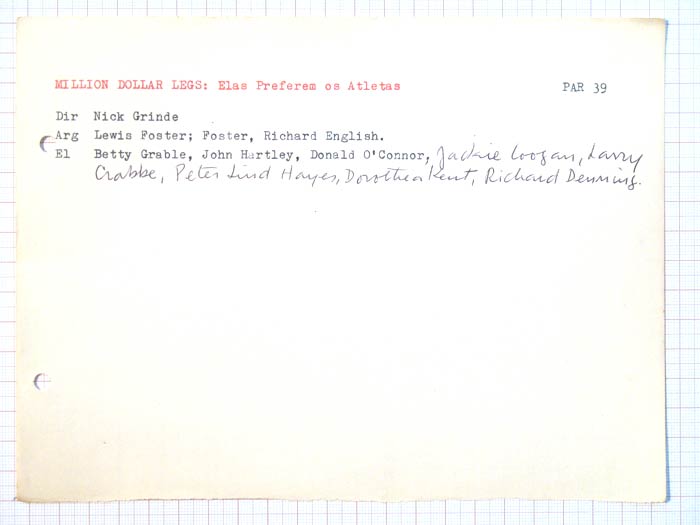 MILLION DOLLAR LEGS: Elas Preferem os Atletas PAR 39
Dir Nick Grinde
Arg Lewis Foster; Foster, Richard English.
El Betty Grable, John Hartley, Donald O'Connor, Jackie Coogan, Larry
Crabbe, Peter Lind Hayes, Dorothea Kent, Richard Denning.